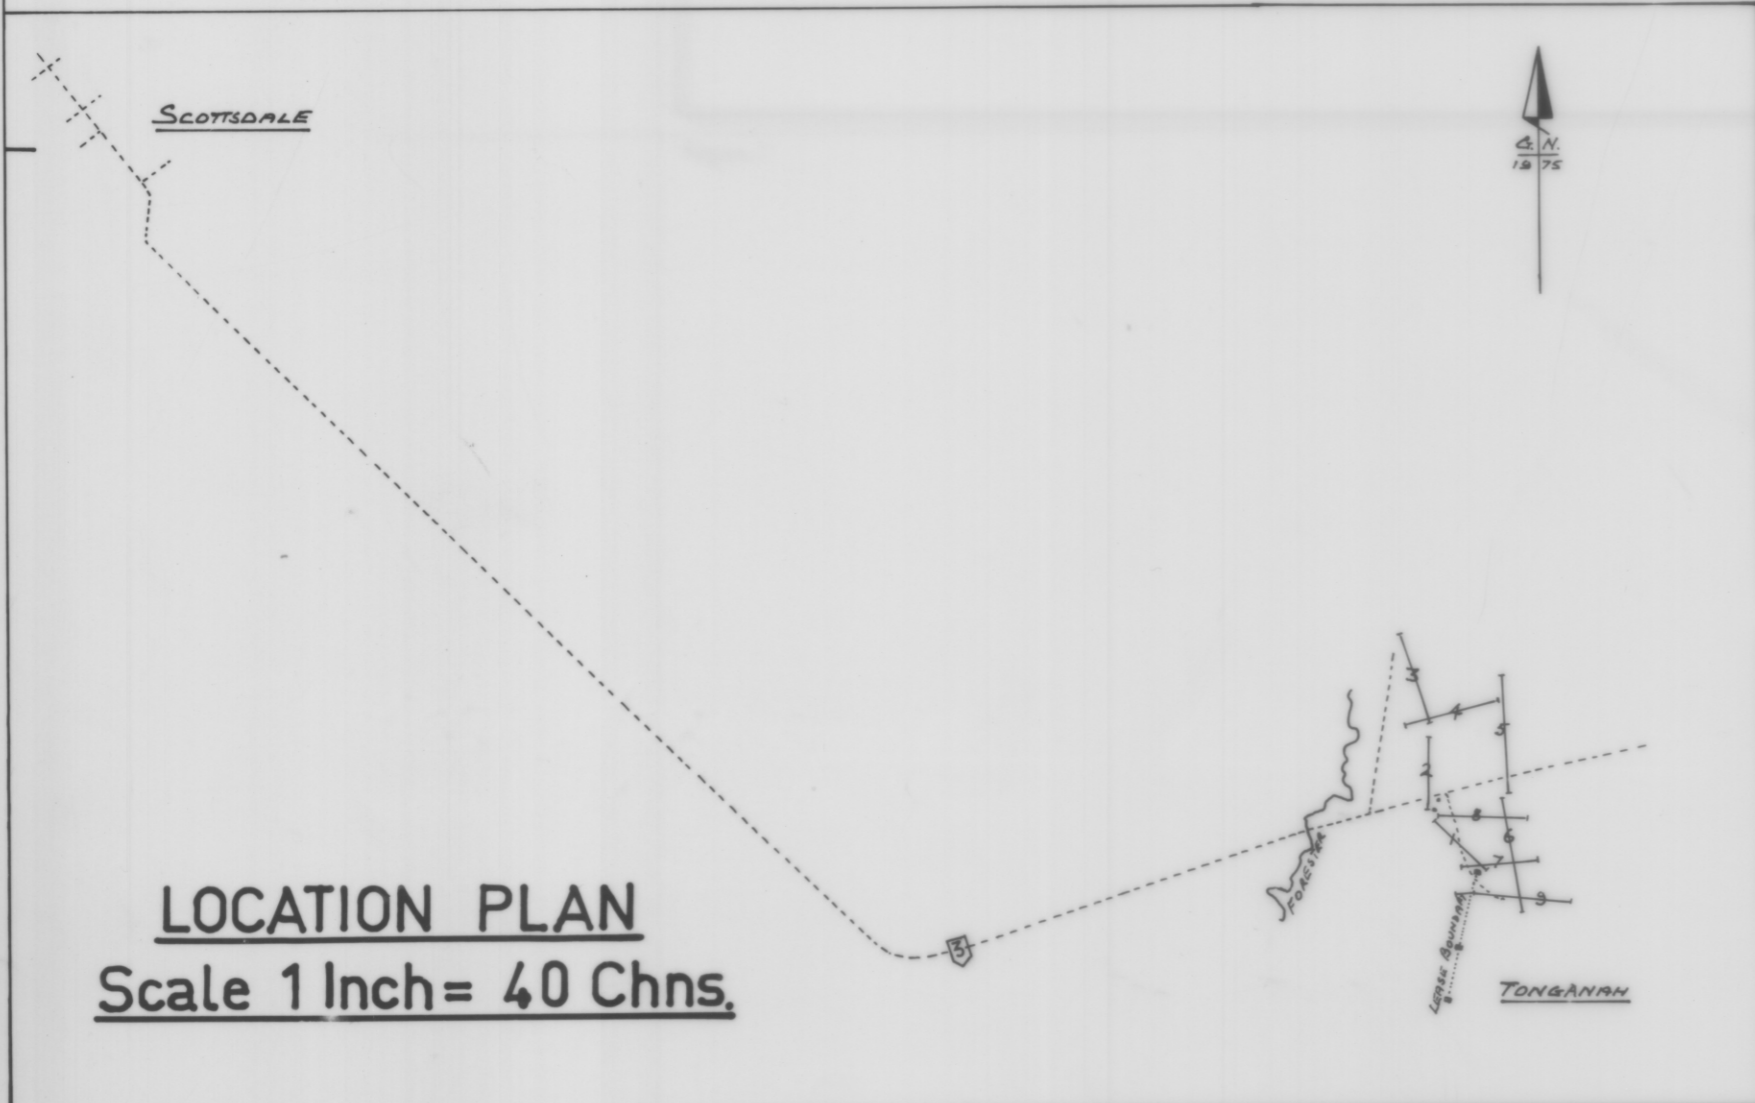 SCOTTSDALE
G. N.
1975
3
4
5
2
8
1
6
7
9
FORESTER
LEASE BOUNDARY
3
TONGANAH
LOCATION PLAN
Scale 1 Inch = 40 Chns.